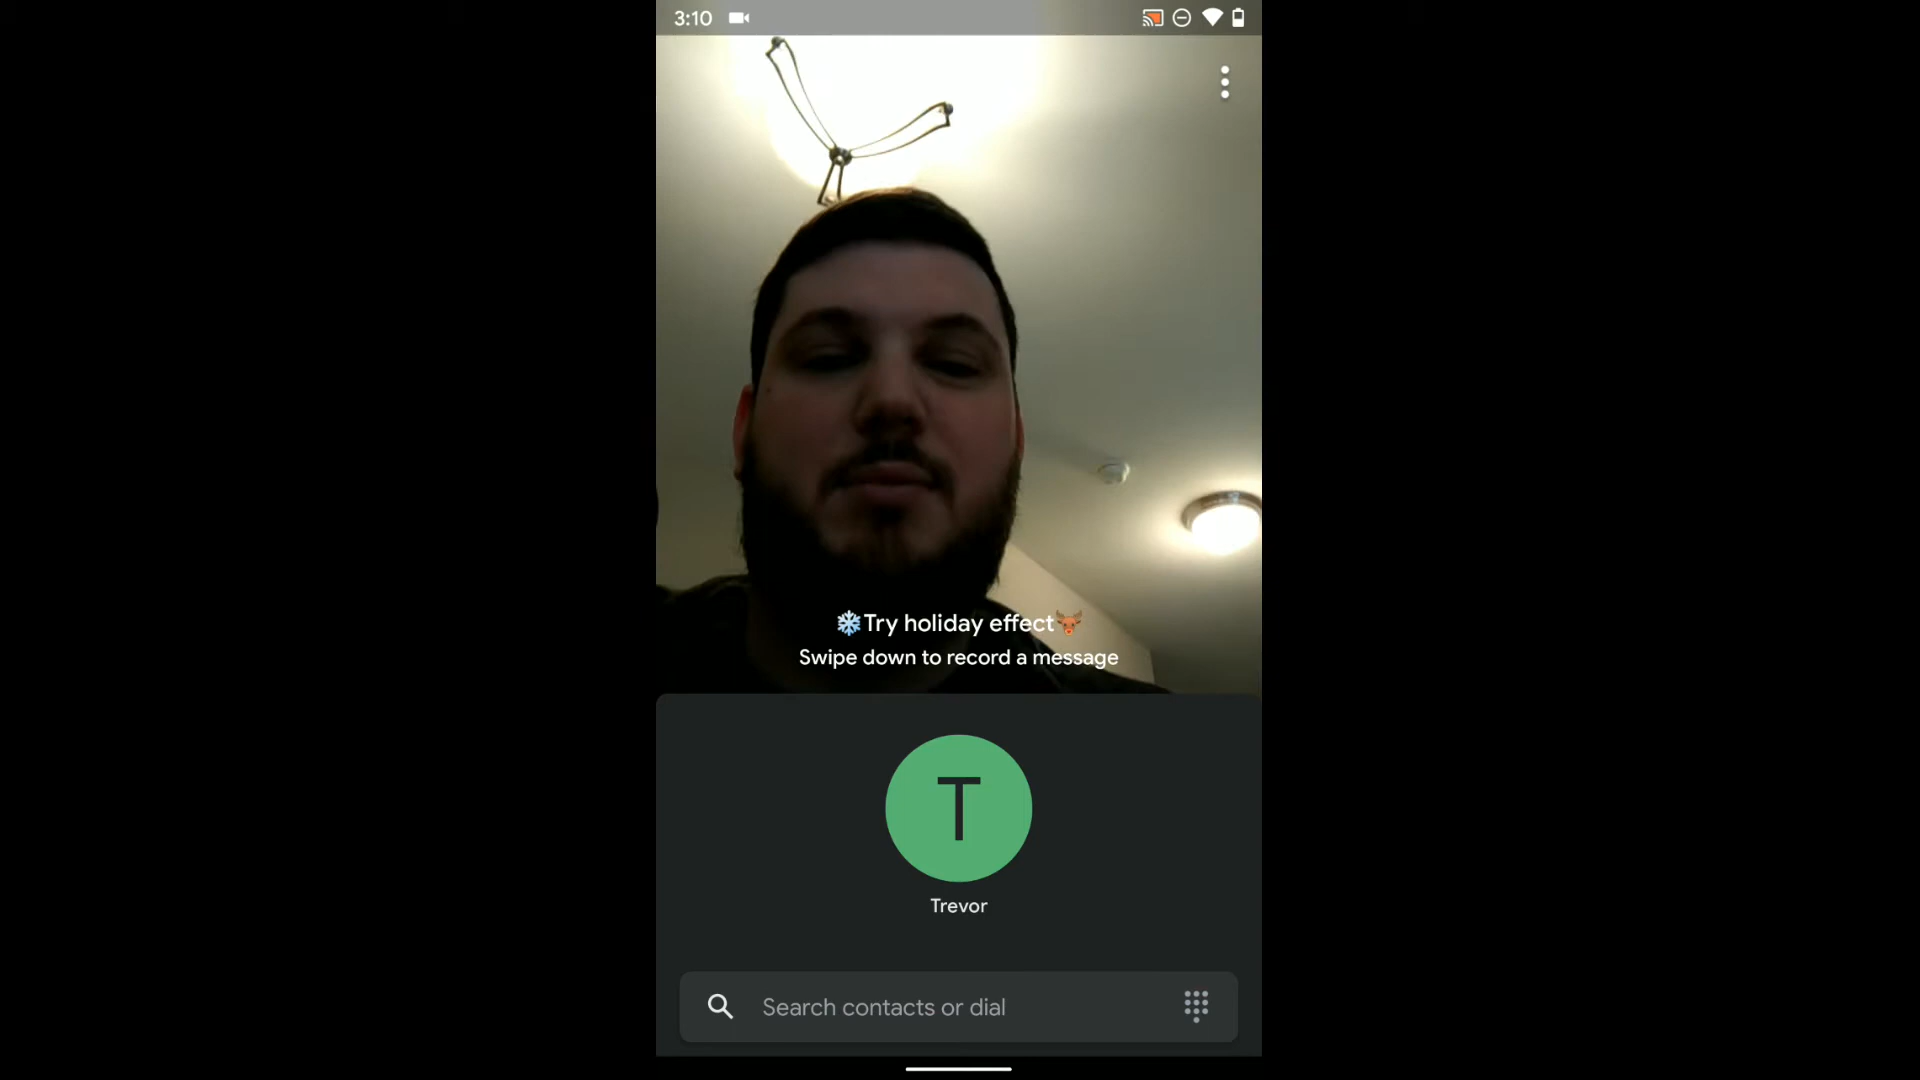 3:10
❄️Try holiday effect🦌
Swipe down to record a message
T
Trevor
Search contacts or dial